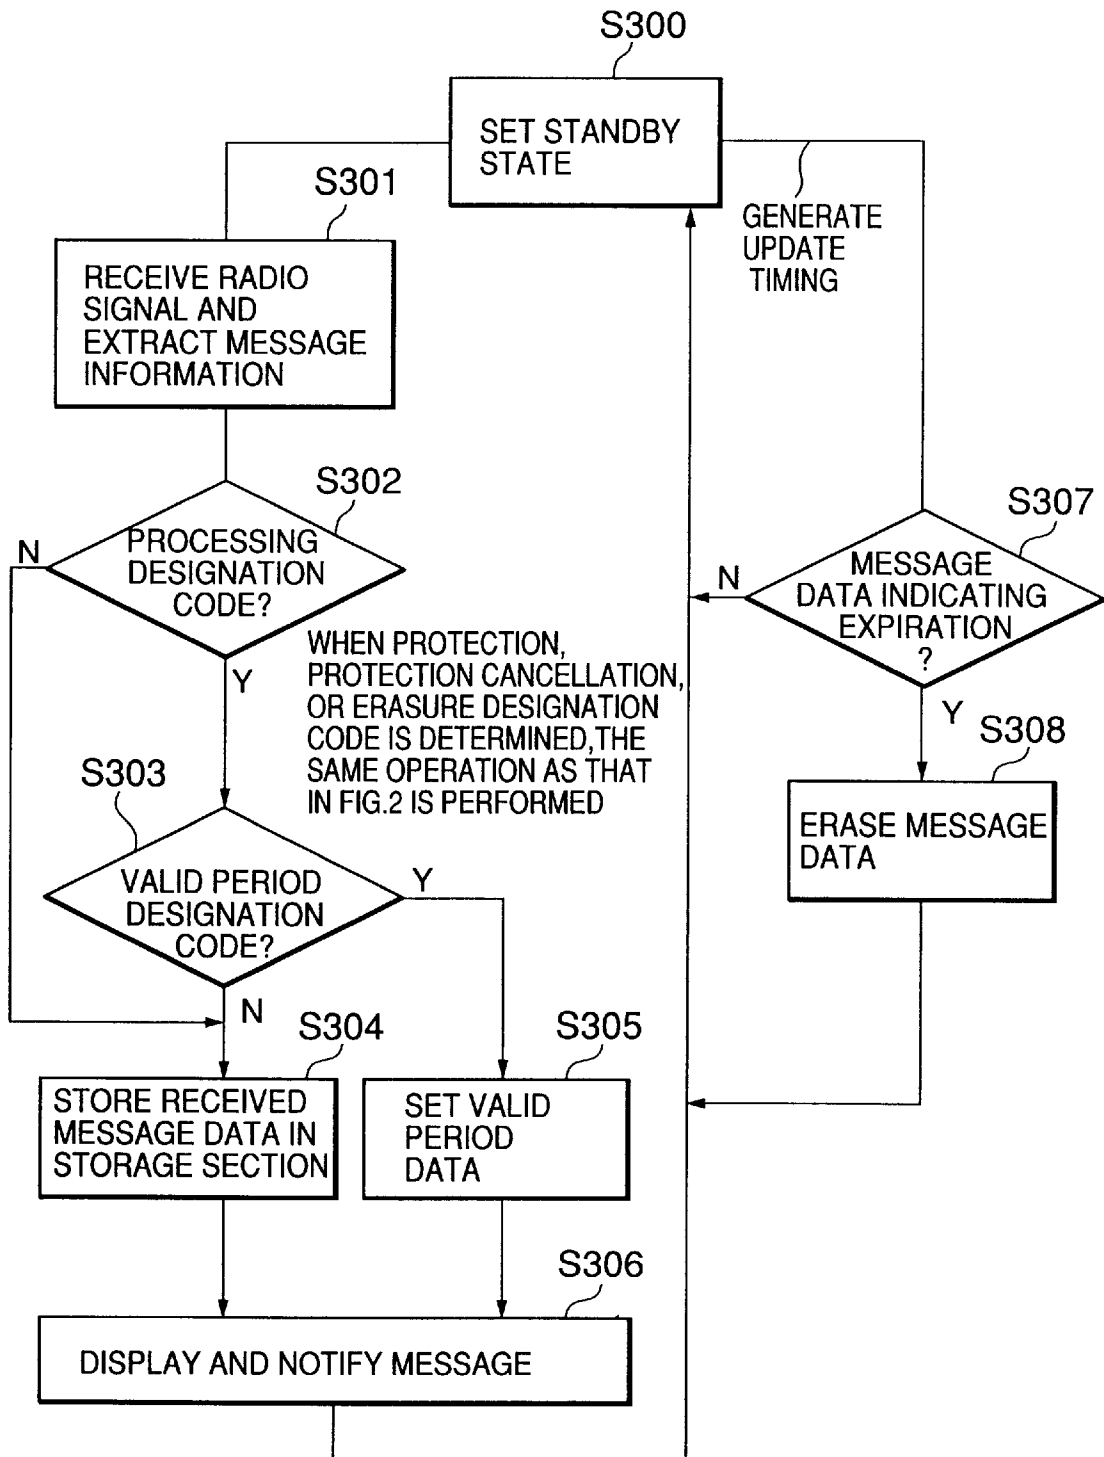 S300
SET STANDBY
STATE
S301
RECEIVE RADIO
SIGNAL AND
EXTRACT MESSAGE
INFORMATION
GENERATE
UPDATE
TIMING
S302
PROCESSING
DESIGNATION
CODE?
N
Y
WHEN PROTECTION,
PROTECTION CANCELLATION,
OR ERASURE DESIGNATION
CODE IS DETERMINED,THE
SAME OPERATION AS THAT
IN FIG.2 IS PERFORMED
S307
MESSAGE
DATA INDICATING
EXPIRATION
?
N
Y
S308
ERASE MESSAGE
DATA
S303
VALID PERIOD
DESIGNATION
CODE?
Y
N
S304
STORE RECEIVED
MESSAGE DATA IN
STORAGE SECTION
S305
SET VALID
PERIOD
DATA
S306
DISPLAY AND NOTIFY MESSAGE